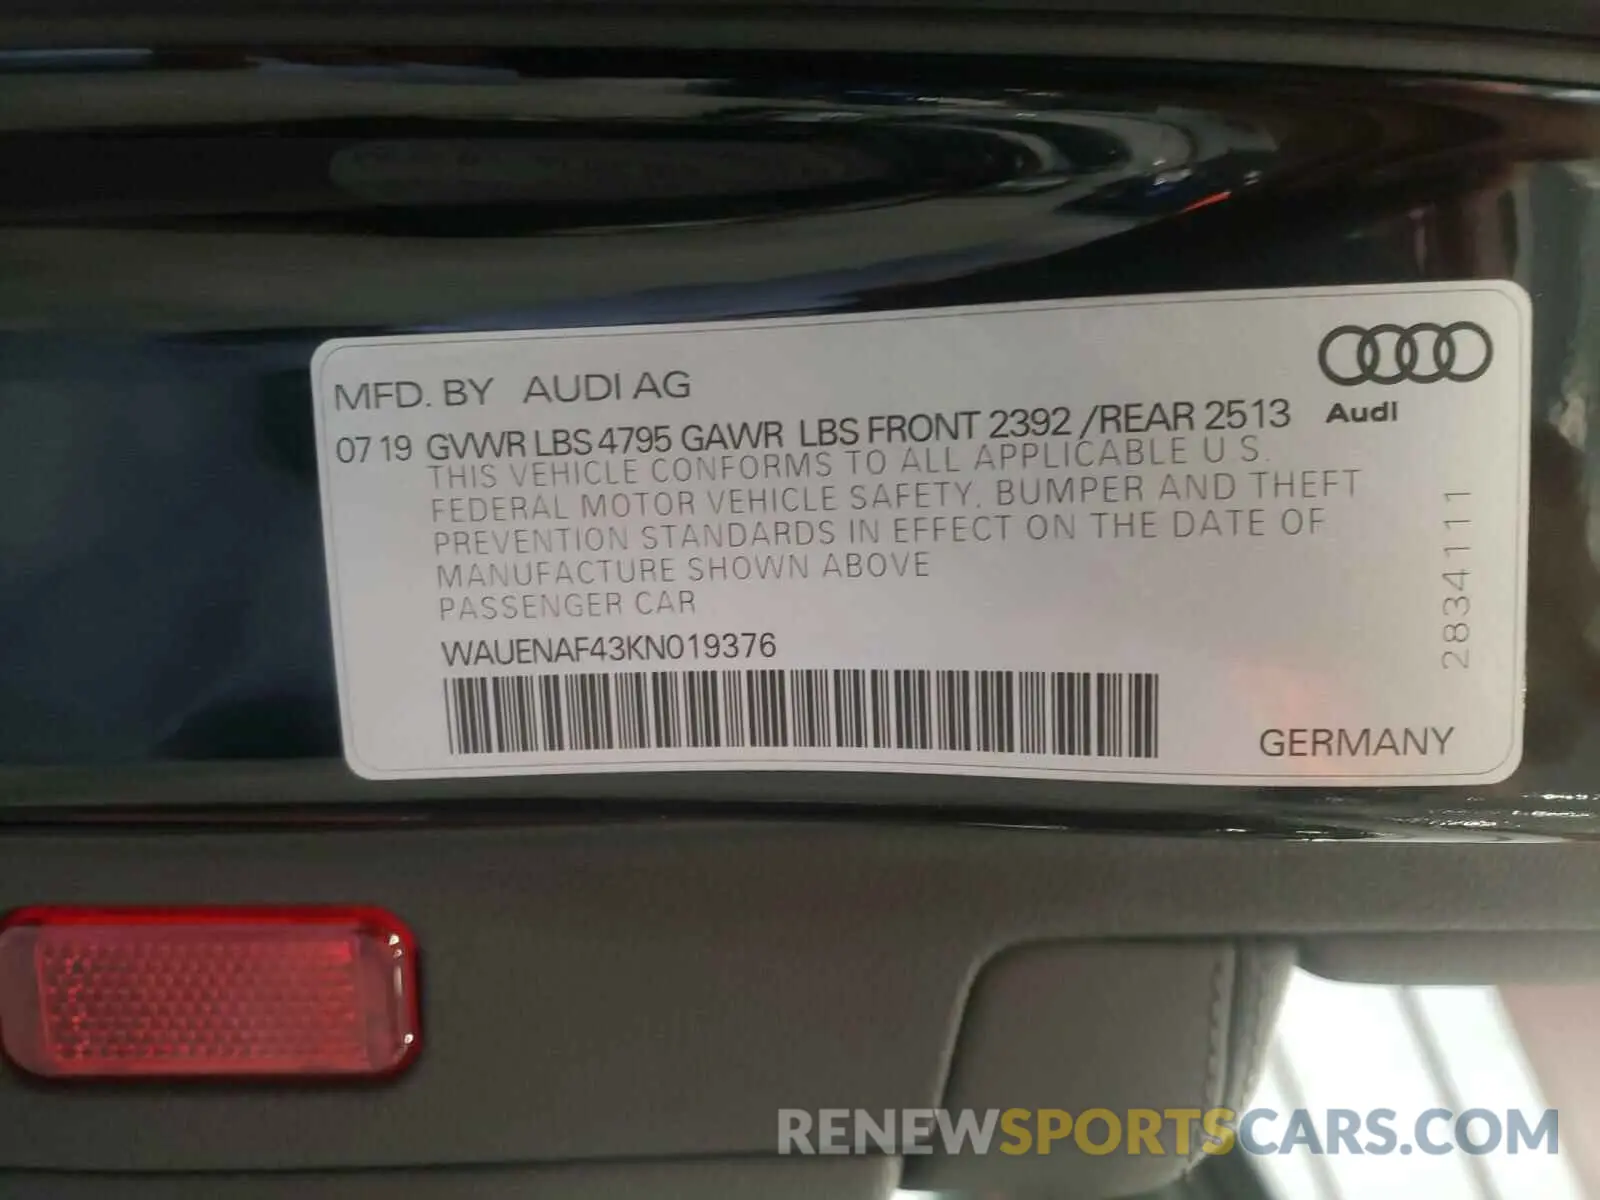 MFD. BY AUDI AG
07 19 GVWR LBS 4795 GAWR LBS FRONT 2392 /REAR 2513
Audi
THIS VEHICLE CONFORMS TO ALL APPLICABLE U.S.
FEDERAL MOTOR VEHICLE SAFETY, BUMPER AND THEFT
PREVENTION STANDARDS IN EFFECT ON THE DATE OF
MANUFACTURE SHOWN ABOVE
PASSENGER CAR
WAUENAF43KN019376
2834111
GERMANY
RENEWSPORTSCARS.COM